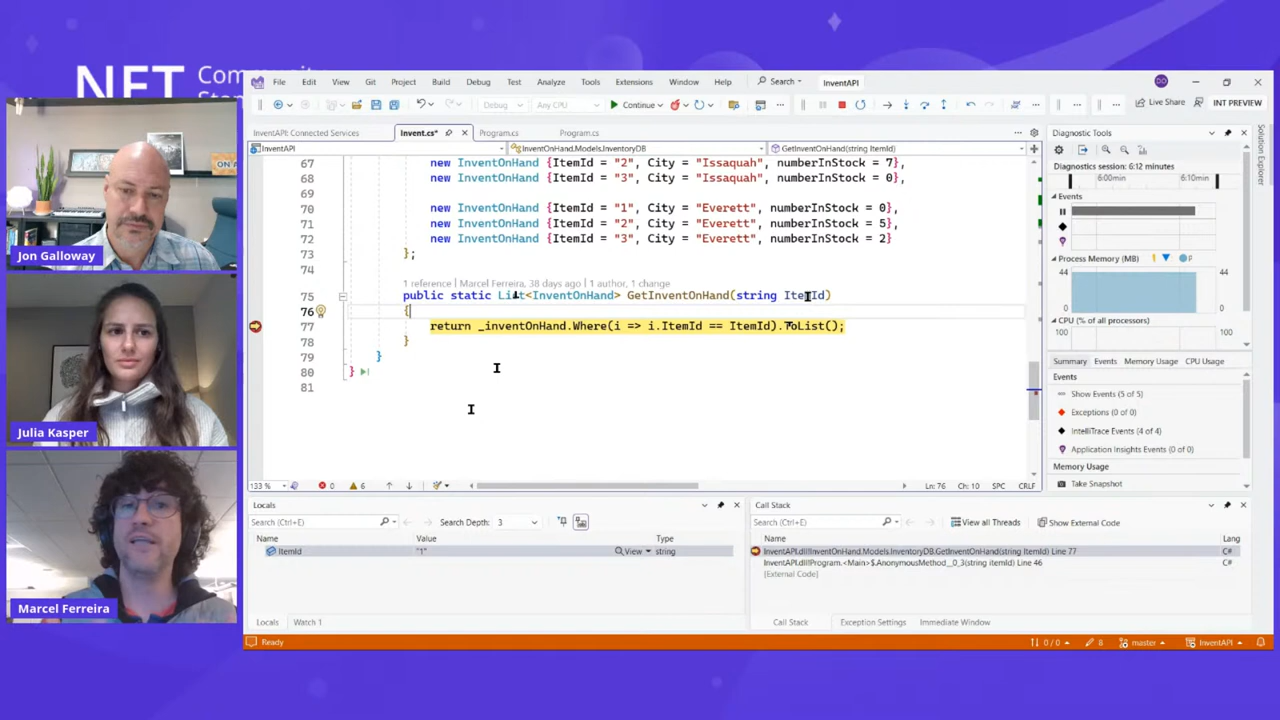 .NET Community
Jon Galloway
Julia Kasper
Marcel Ferreira
File Edit View Git Project Build Debug Test Analyze Tools Extensions Window Help Search InventAPI DO
Debug Any CPU Continue Live Share INT PREVIEW
InventAPI: Connected Services Invent.cs* Program.cs Program.cs
InventAPI InventOnHand.Models.InventoryDB GetInventOnHand(string ItemId)
67 new InventOnHand {ItemId = "2", City = "Issaquah", numberInStock = 7},
68 new InventOnHand {ItemId = "3", City = "Issaquah", numberInStock = 0},
69
70 new InventOnHand {ItemId = "1", City = "Everett", numberInStock = 0},
71 new InventOnHand {ItemId = "2", City = "Everett", numberInStock = 5},
72 new InventOnHand {ItemId = "3", City = "Everett", numberInStock = 2}
73 };
74
1 reference | Marcel Ferreira, 38 days ago | 1 author, 1 change
75 public static List<InventOnHand> GetInventOnHand(string ItemId)
76 {
77 return _inventOnHand.Where(i => i.ItemId == ItemId).ToList();
78 }
79 }
80 }
81
133 % 0 6 Ln: 76 Ch: 10 SPC CRLF
Diagnostic Tools
Diagnostics session: 6:12 minutes
6:00min 6:10min
Events
Process Memory (MB) P
44 44
0 0
CPU (% of all processors)
100 100
Summary Events Memory Usage CPU Usage
Events
Show Events (5 of 5)
Exceptions (0 of 0)
IntelliTrace Events (4 of 4)
Application Insights Events (0 of 0)
Memory Usage
Take Snapshot
Solution Explorer
Locals
Search (Ctrl+E) Search Depth: 3
Name Value Type
ItemId "1" View string
Locals Watch 1
Call Stack
Search (Ctrl+E) View all Threads Show External Code
Name Lang
InventAPI.dll!InventOnHand.Models.InventoryDB.GetInventOnHand(string ItemId) Line 77 C#
InventAPI.dll!Program.<Main>$.AnonymousMethod__0_3(string itemId) Line 46 C#
[External Code]
Call Stack Exception Settings Immediate Window
Ready 0 / 0 8 master InventAPI